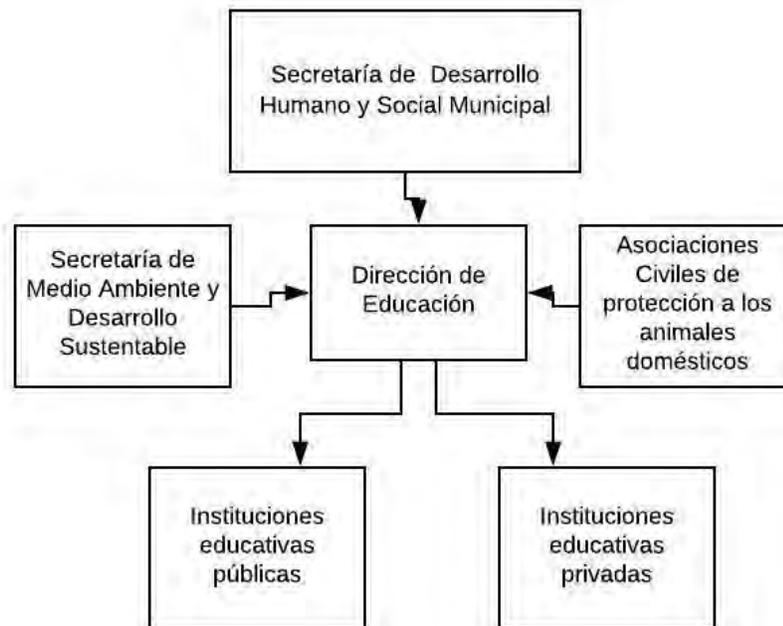 Secretaría de Desarrollo
Humano y Social Municipal
Secretaría de
Medio Ambiente y
Desarrollo
Sustentable
Dirección de
Educación
Asociaciones
Civiles de
protección a los
animales
domésticos
Instituciones
educativas
públicas
Instituciones
educativas
privadas